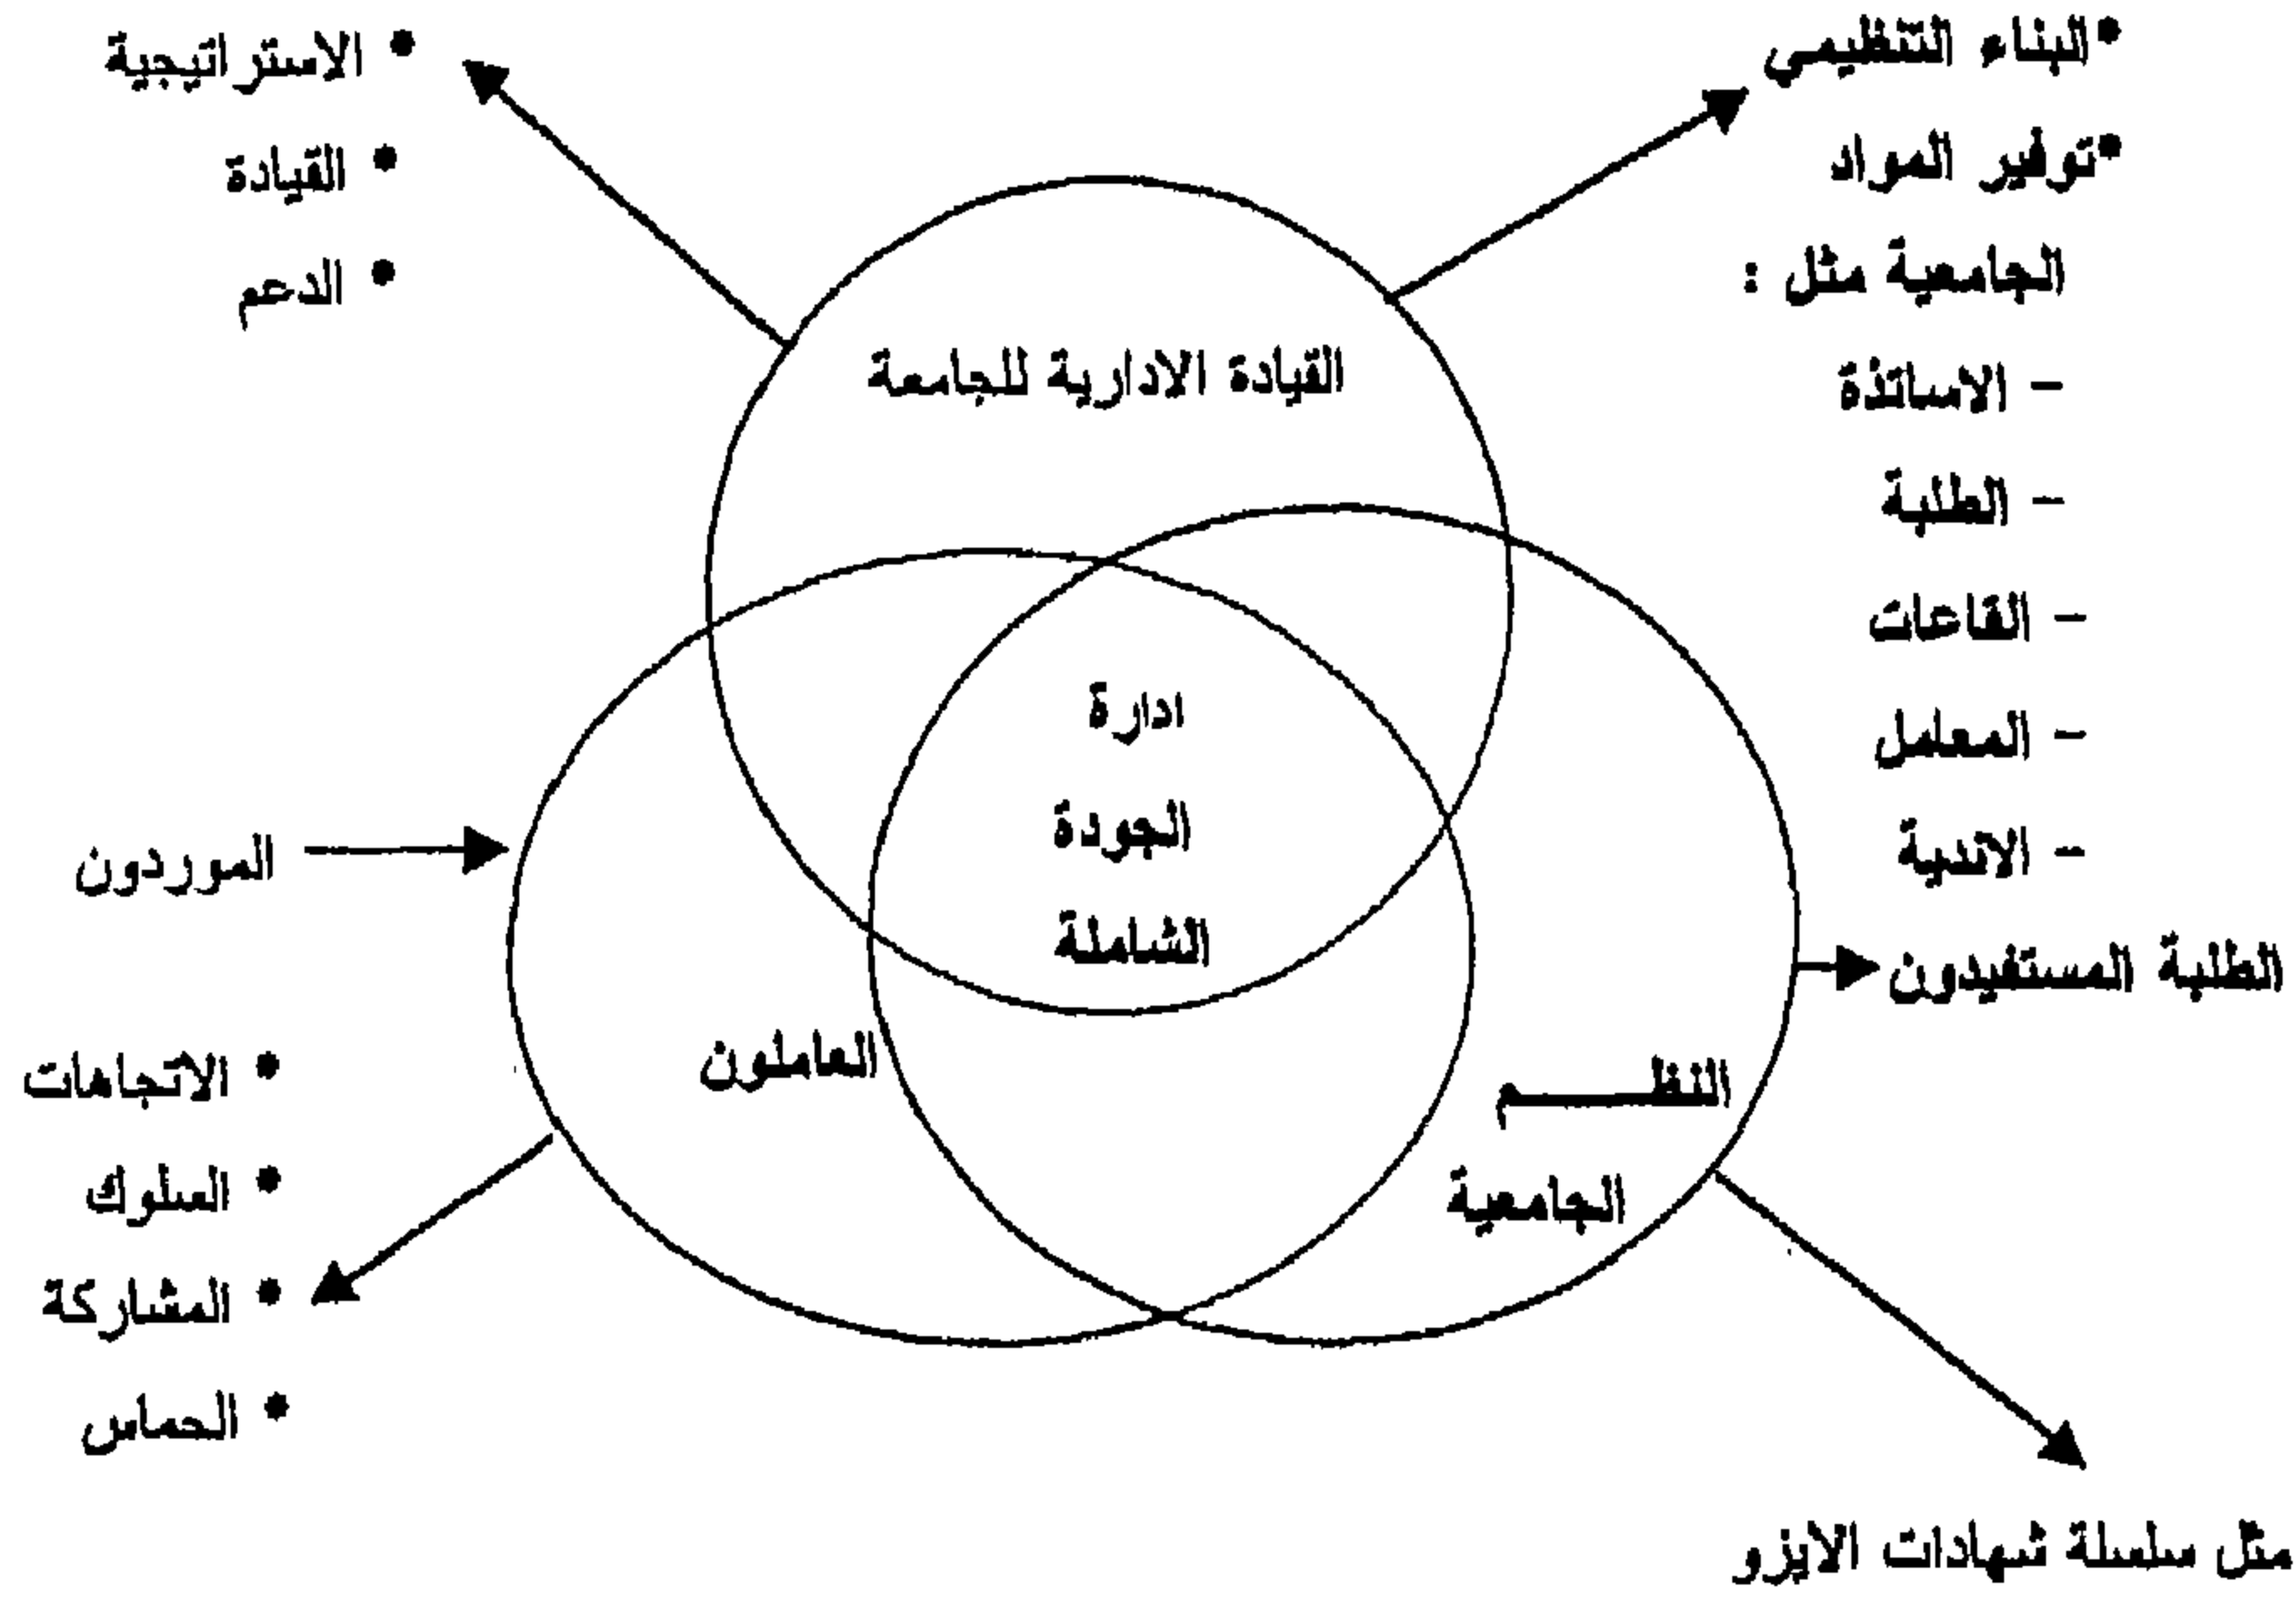 •البناء التنظيمي
•توفير المواد
الجامعية مثل :
– الاساتذة
– الطلبة
– القاعات
– المعامل
– الاندية
الطلبة المستفيدون
• الاستراتيجية
• القيادة
• الدعم
القيادة الادارية للجامعة
ادارة
الجودة
الشاملة
العاملون
النظـــــم
الجامعية
الموردون
• الاتجاهات
• السلوك
• المشاركة
• الحماس
مثل سلسلة شهادات الايزو